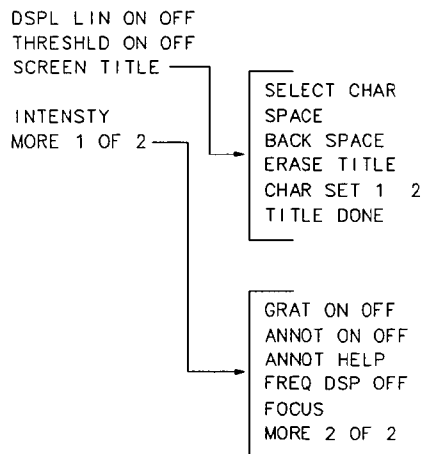 DSPL LIN ON OFF
THRESHLD ON OFF
SCREEN TITLE
INTENSTY
MORE 1 OF 2
SELECT CHAR
SPACE
BACK SPACE
ERASE TITLE
CHAR SET 1 2
TITLE DONE
GRAT ON OFF
ANNOT ON OFF
ANNOT HELP
FREQ DSP OFF
FOCUS
MORE 2 OF 2